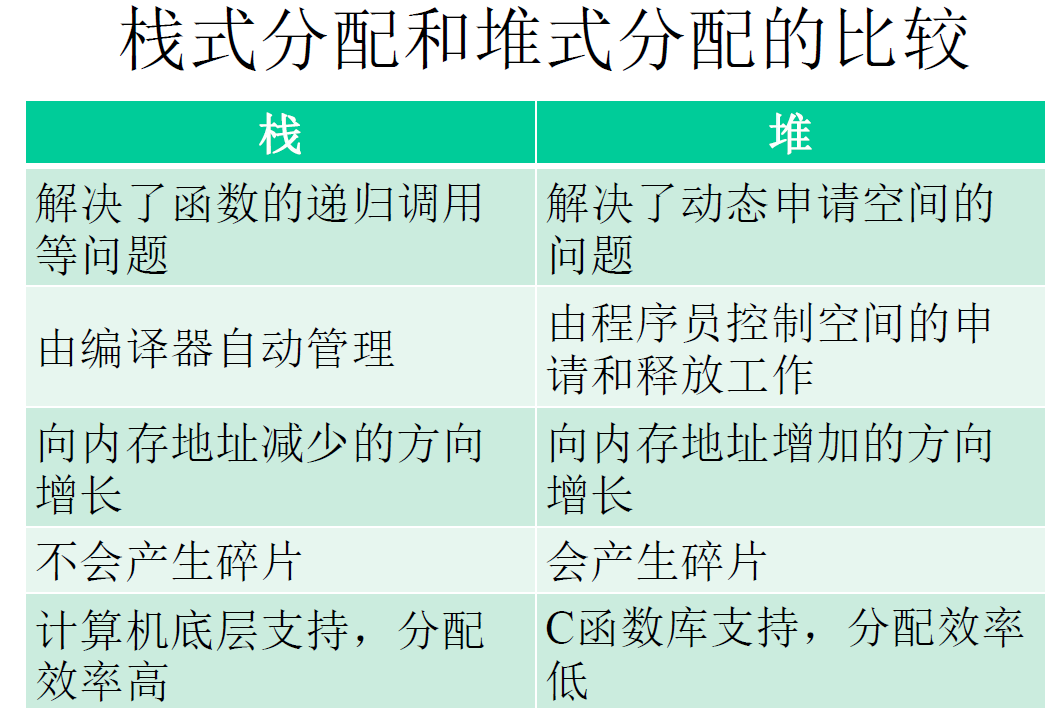 栈式分配和堆式分配的比较
栈
堆
解决了函数的递归调用
等问题
解决了动态申请空间的
问题
由编译器自动管理
由程序员控制空间的申
请和释放工作
向内存地址减少的方向
增长
向内存地址增加的方向
增长
不会产生碎片
会产生碎片
计算机底层支持，分配
效率高
C函数库支持，分配效率
低